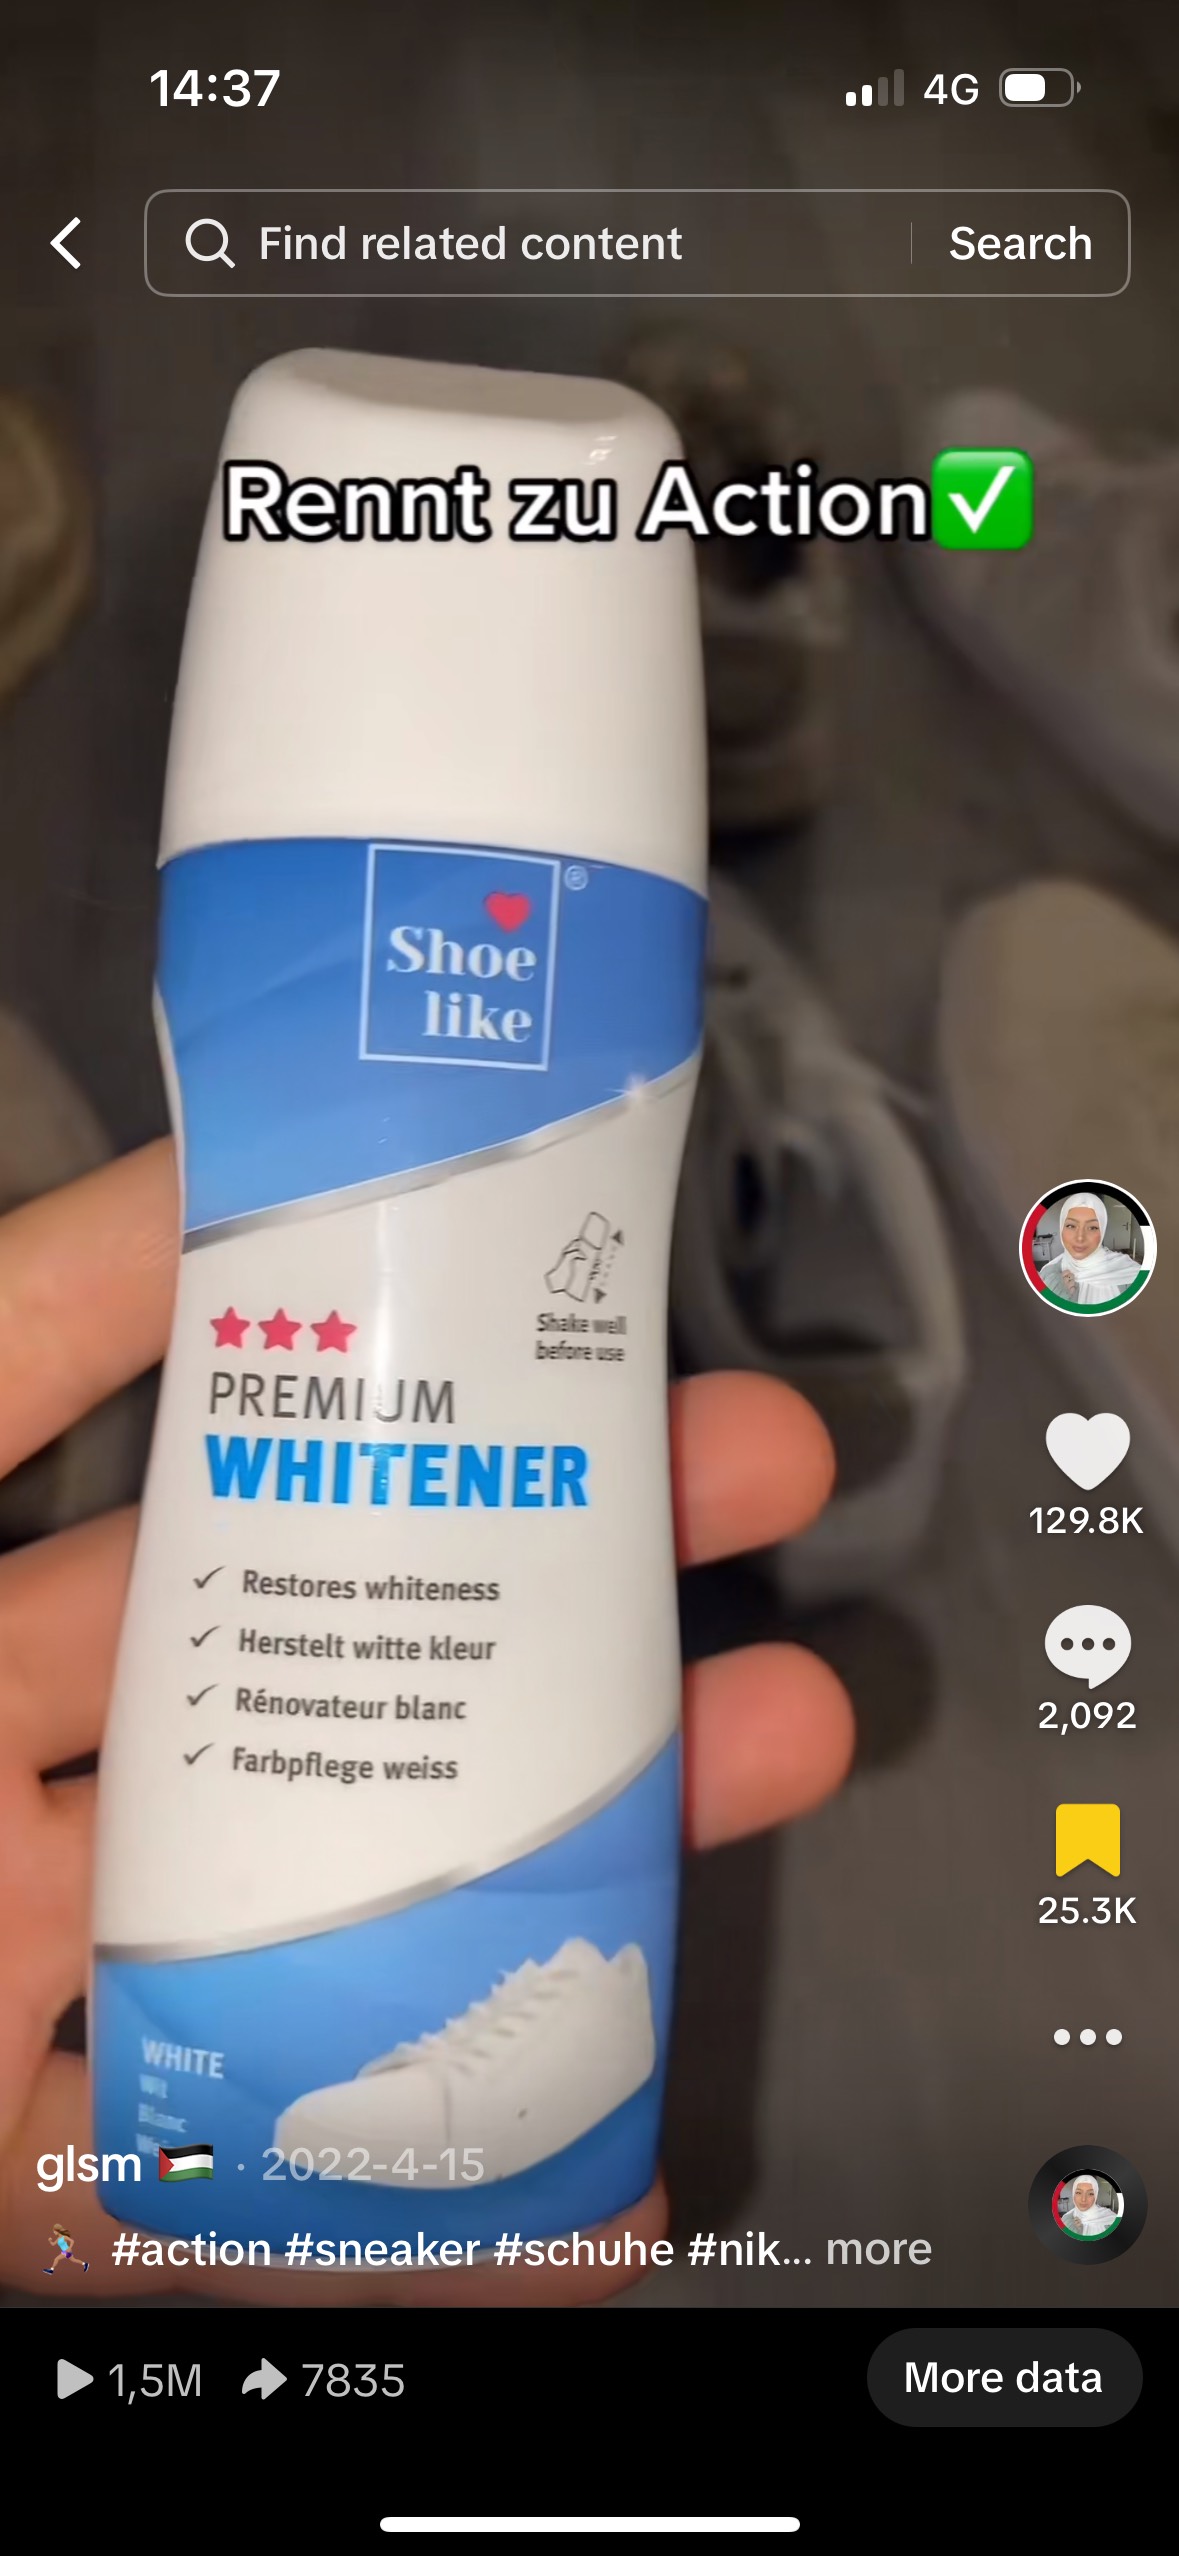 14:37
4G
Find related content
Search
Rennt zu Action✅
Shoe
like
®
Shake well
before use
PREMIUM
WHITENER
✓ Restores whiteness
✓ Herstelt witte kleur
✓ Rénovateur blanc
✓ Farbpflege weiss
129.8K
2,092
25.3K
WHITE
Wit
Blanc
glsm 🇵🇸 · 2022-4-15
🏃🏼‍♀️ #action #sneaker #schuhe #nik... more
1,5M
7835
More data